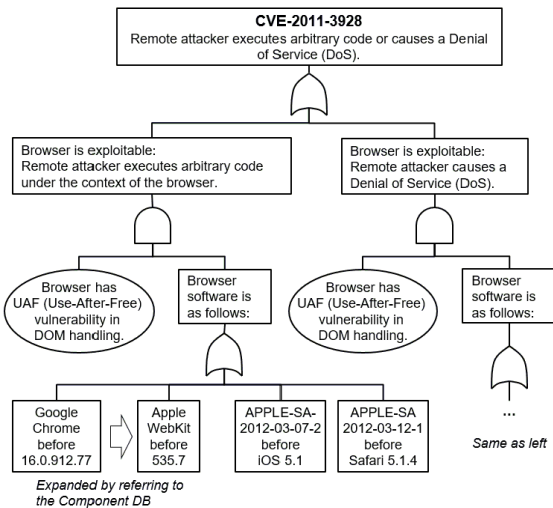 CVE-2011-3928
Remote attacker executes arbitrary code or causes a Denial
of Service (DoS).
Browser is exploitable:
Remote attacker executes arbitrary code
under the context of the browser.
Browser is exploitable:
Remote attacker causes a
Denial of Service (DoS).
Browser has
UAF (Use-After-Free)
vulnerability in
DOM handling.
Browser
software is
as follows:
Browser has
UAF (Use-After-Free)
vulnerability in
DOM handling.
Browser
software is
as follows:
Google
Chrome
before
16.0.912.77
Apple
WebKit
before
535.7
APPLE-SA-
2012-03-07-2
before
iOS 5.1
APPLE-SA
2012-03-12-1
before
Safari 5.1.4
...
Same as left
Expanded by referring to
the Component DB